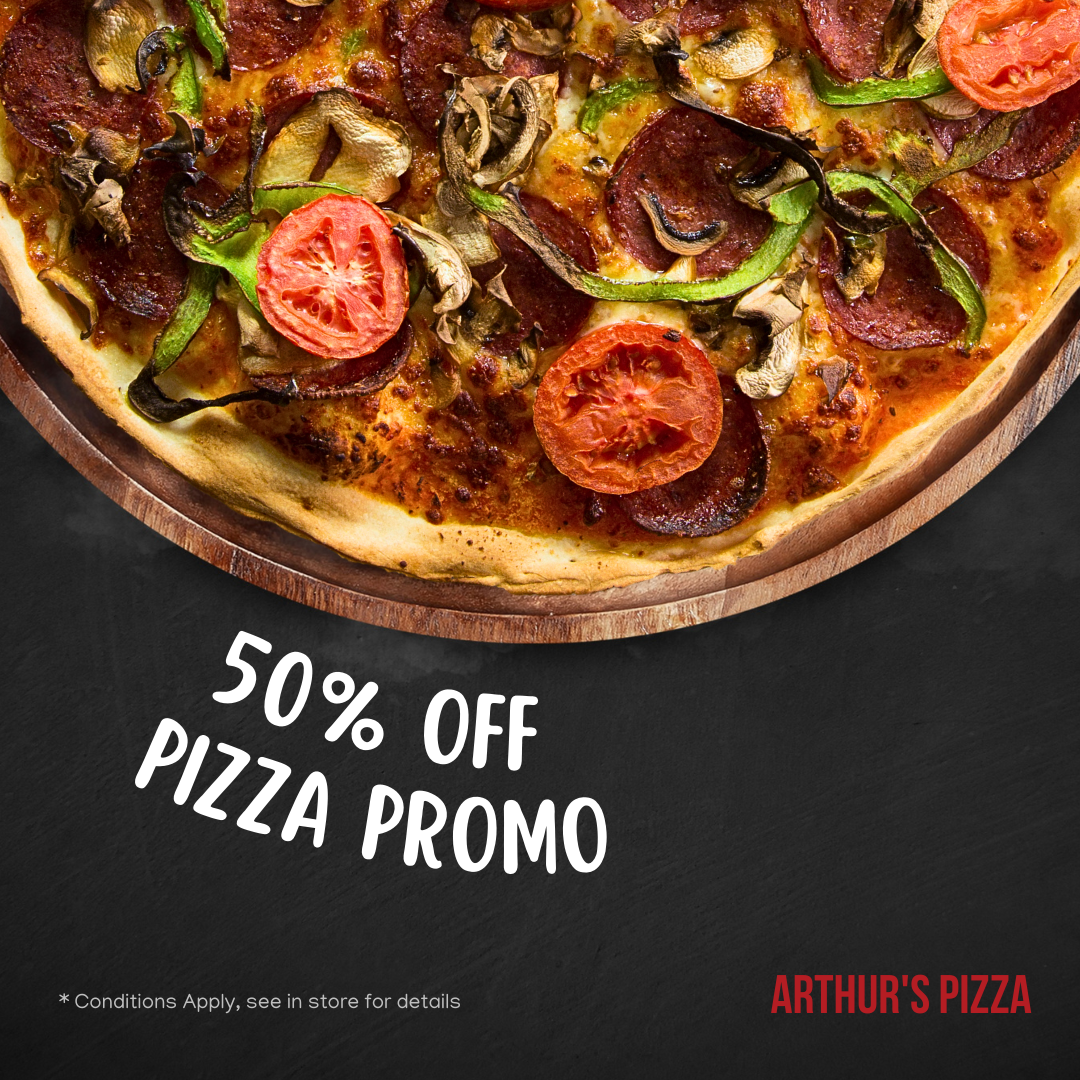 50% OFF
PIZZA PROMO
* Conditions Apply, see in store for details
ARTHUR'S PIZZA